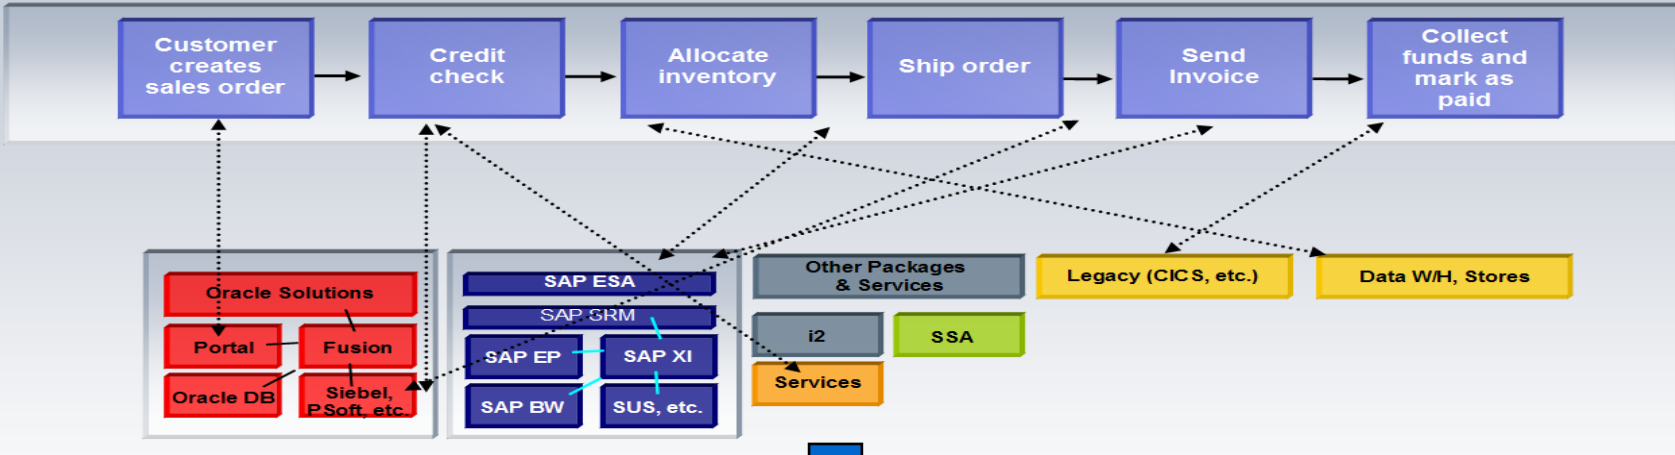 Customer
creates
sales order
Credit
check
Allocate
inventory
Ship order
Send
Invoice
Collect
funds and
mark as
paid
Oracle Solutions
Portal
Fusion
Oracle DB
Siebel,
PSoft, etc.
SAP ESA
SAP SRM
SAP EP
SAP XI
SAP BW
SUS, etc.
Other Packages
& Services
i2
SSA
Services
Legacy (CICS, etc.)
Data W/H, Stores